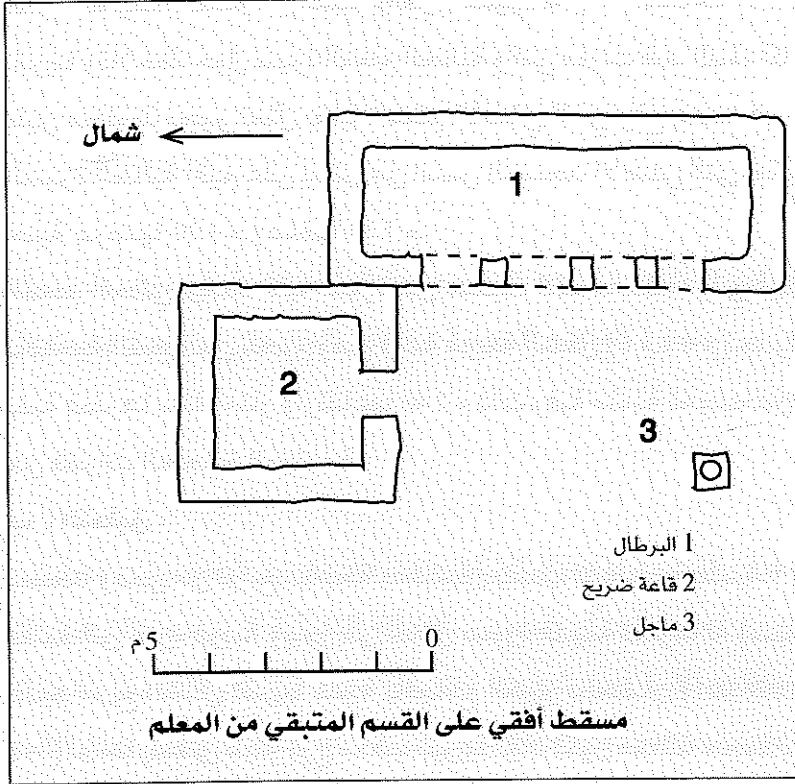 شمال
1
2
3
1 البرطال
2 قاعة ضريح
3 ماجل
5م 0
مسقط أفقي على القسم المتبقي من المعلم